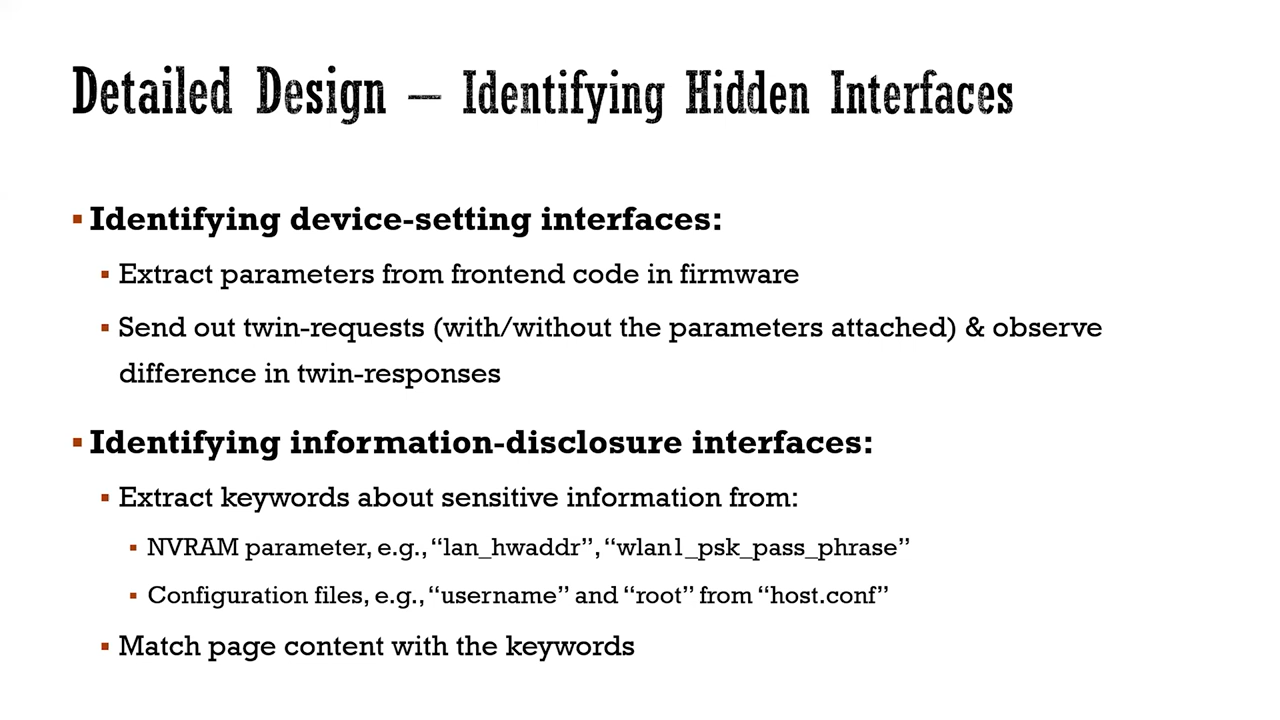 Detailed Design – Identifying Hidden Interfaces
▪ Identifying device-setting interfaces:
▪ Extract parameters from frontend code in firmware
▪ Send out twin-requests (with/without the parameters attached) & observe
difference in twin-responses
▪ Identifying information-disclosure interfaces:
▪ Extract keywords about sensitive information from:
▪ NVRAM parameter, e.g., “lan_hwaddr”, “wlan1_psk_pass_phrase”
▪ Configuration files, e.g., “username” and “root” from “host.conf”
▪ Match page content with the keywords